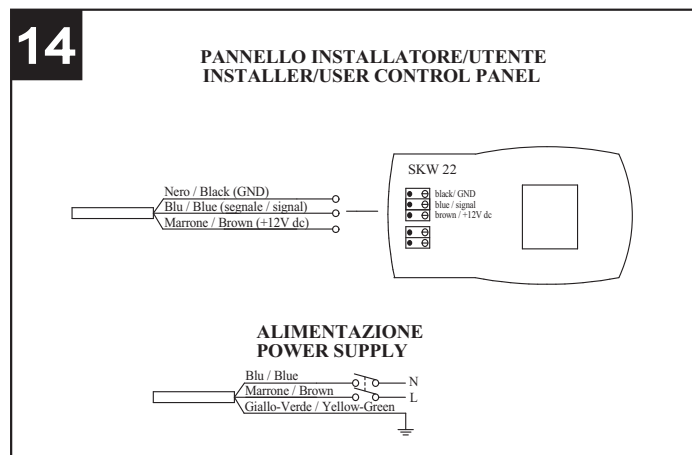 14
PANNELLO INSTALLATORE/UTENTE
INSTALLER/USER CONTROL PANEL
SKW 22
Nero / Black (GND)
Blu / Blue (segnale / signal)
Marrone / Brown (+12V dc)
black/ GND
blue / signal
brown / +12V dc
ALIMENTAZIONE
POWER SUPPLY
Blu / Blue
N
Marrone / Brown
L
Giallo-Verde / Yellow-Green